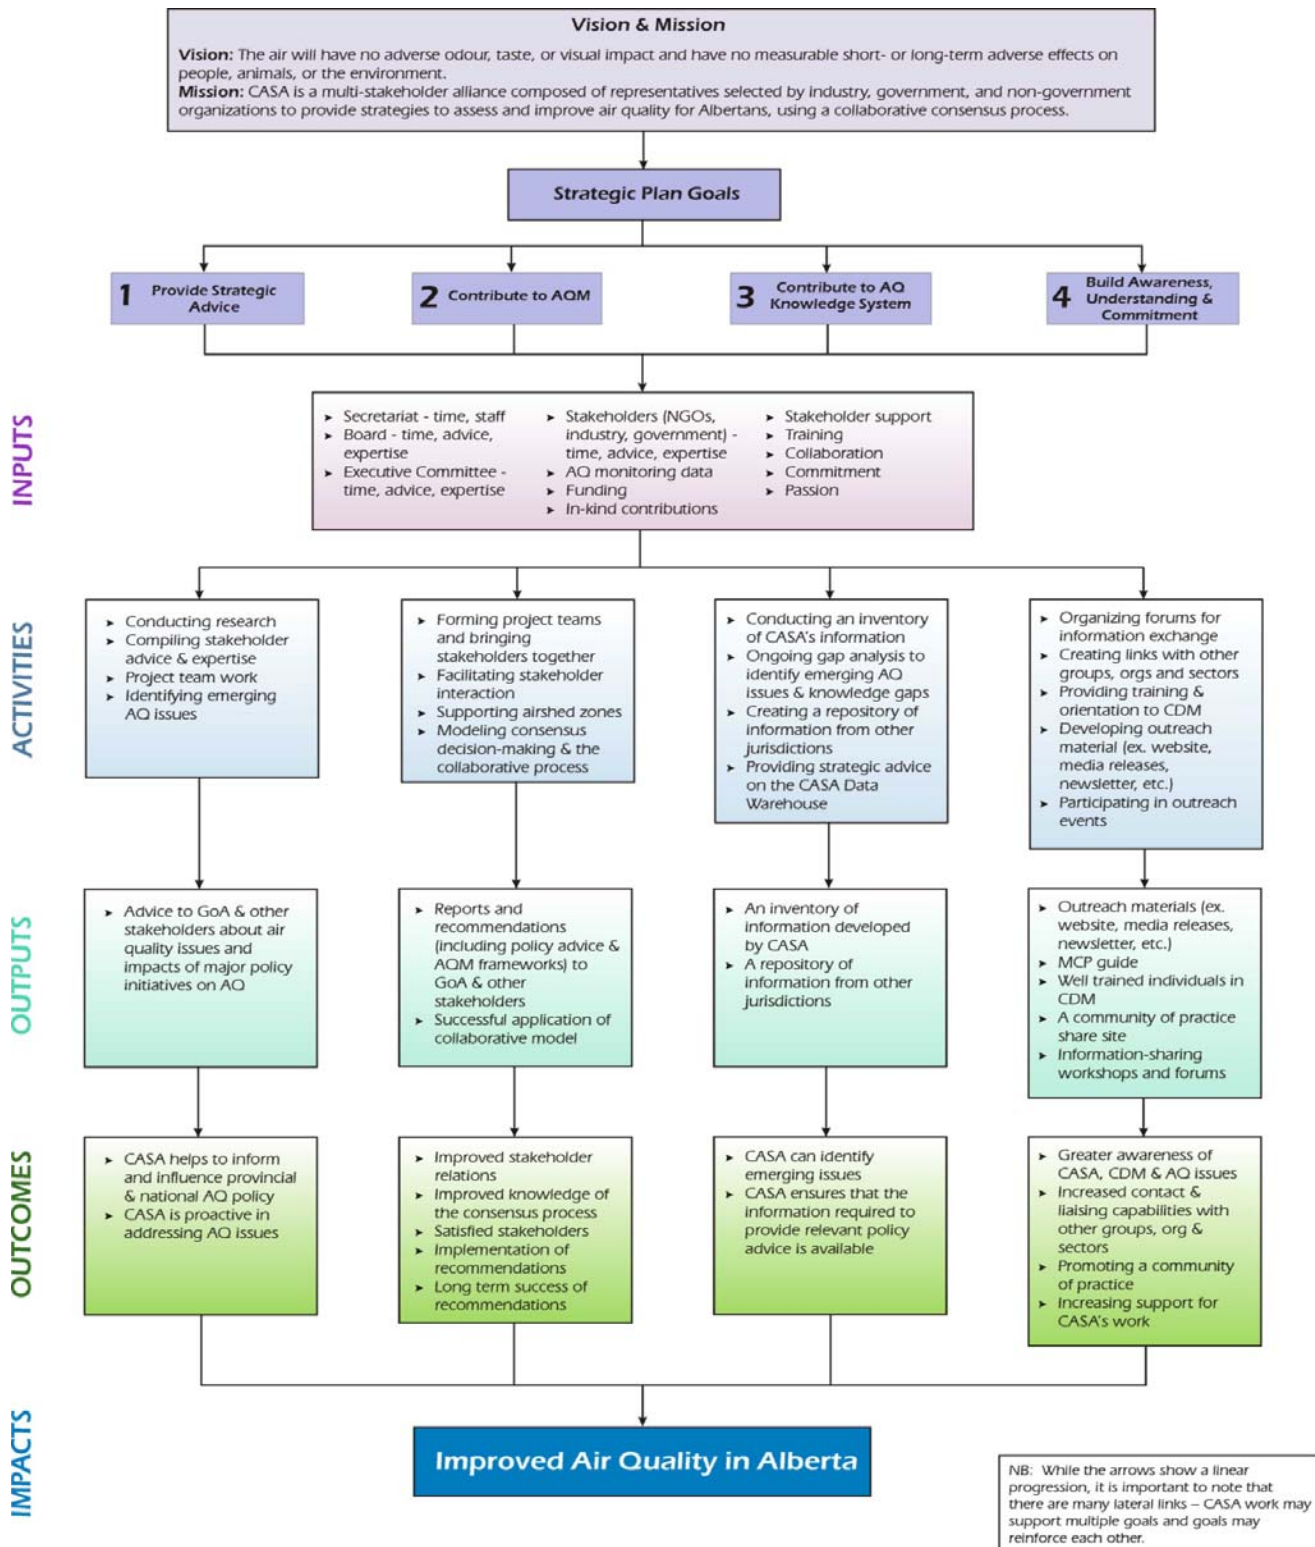 Vision & Mission
Vision: The air will have no adverse odour, taste, or visual impact and have no measurable short- or long-term adverse effects on
people, animals, or the environment.
Mission: CASA is a multi-stakeholder alliance composed of representatives selected by industry, government, and non-government
organizations to provide strategies to assess and improve air quality for Albertans, using a collaborative consensus process.
Strategic Plan Goals
1 Provide Strategic
Advice
2 Contribute to AQM
3 Contribute to AQ
Knowledge System
4 Build Awareness,
Understanding &
Commitment
INPUTS
➤ Secretariat - time, staff
➤ Board - time, advice,
expertise
➤ Executive Committee -
time, advice, expertise
➤ Stakeholders (NGOs,
industry, government) -
time, advice, expertise
➤ AQ monitoring data
➤ Funding
➤ In-kind contributions
➤ Stakeholder support
➤ Training
➤ Collaboration
➤ Commitment
➤ Passion
ACTIVITIES
➤ Conducting research
➤ Compiling stakeholder
advice & expertise
➤ Project team work
➤ Identifying emerging
AQ issues
➤ Forming project teams
and bringing
stakeholders together
➤ Facilitating stakeholder
interaction
➤ Supporting airshed zones
➤ Modeling consensus
decision-making & the
collaborative process
➤ Conducting an inventory
of CASA's information
➤ Ongoing gap analysis to
identify emerging AQ
issues & knowledge gaps
➤ Creating a repository of
information from other
jurisdictions
➤ Providing strategic advice
on the CASA Data
Warehouse
➤ Organizing forums for
information exchange
➤ Creating links with other
groups, orgs and sectors
➤ Providing training &
orientation to CDM
➤ Developing outreach
material (ex. website,
media releases,
newsletter, etc.)
➤ Participating in outreach
events
OUTPUTS
➤ Advice to GoA & other
stakeholders about air
quality issues and
impacts of major policy
initiatives on AQ
➤ Reports and
recommendations
(including policy advice &
AQM frameworks) to
GoA & other
stakeholders
➤ Successful application of
collaborative model
➤ An inventory of
information developed
by CASA
➤ A repository of
information from other
jurisdictions
➤ Outreach materials (ex.
website, media releases,
newsletter, etc.)
➤ MCP guide
➤ Well trained individuals in
CDM
➤ A community of practice
share site
➤ Information-sharing
workshops and forums
OUTCOMES
➤ CASA helps to inform
and influence provincial
& national AQ policy
➤ CASA is proactive in
addressing AQ issues
➤ Improved stakeholder
relations
➤ Improved knowledge of
the consensus process
➤ Satisfied stakeholders
➤ Implementation of
recommendations
➤ Long term success of
recommendations
➤ CASA can identify
emerging issues
➤ CASA ensures that the
information required to
provide relevant policy
advice is available
➤ Greater awareness of
CASA, CDM & AQ issues
➤ Increased contact &
liaising capabilities with
other groups, org &
sectors
➤ Promoting a community
of practice
➤ Increasing support for
CASA's work
IMPACTS
Improved Air Quality in Alberta
NB: While the arrows show a linear
progression, it is important to note that
there are many lateral links – CASA work may
support multiple goals and goals may
reinforce each other.